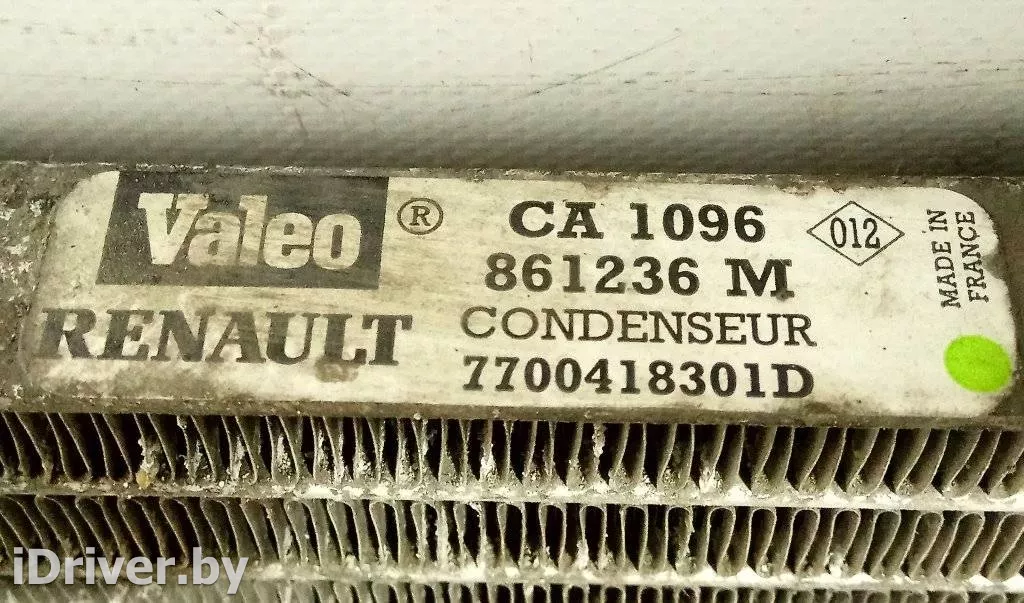 Valeo ®
RENAULT
CA 1096
861236 M
CONDENSEUR
7700418301D
012
MADE IN
FRANCE
iDriver.by